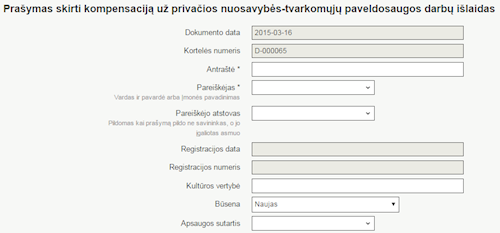 Prašymas skirti kompensaciją už privačios nuosavybės-tvarkomųjų paveldosaugos darbų išlaidas
Dokumento data 2015-03-16
Kortelės numeris D-000065
Antraštė *
Pareiškėjas *
Vardas ir pavardė arba įmonės pavadinimas
Pareiškėjo atstovas
Pildomas kai prašymą pildo ne savininkas, o jo
įgaliotas asmuo
Registracijos data
Registracijos numeris
Kultūros vertybė
Būsena Naujas
Apsaugos sutartis